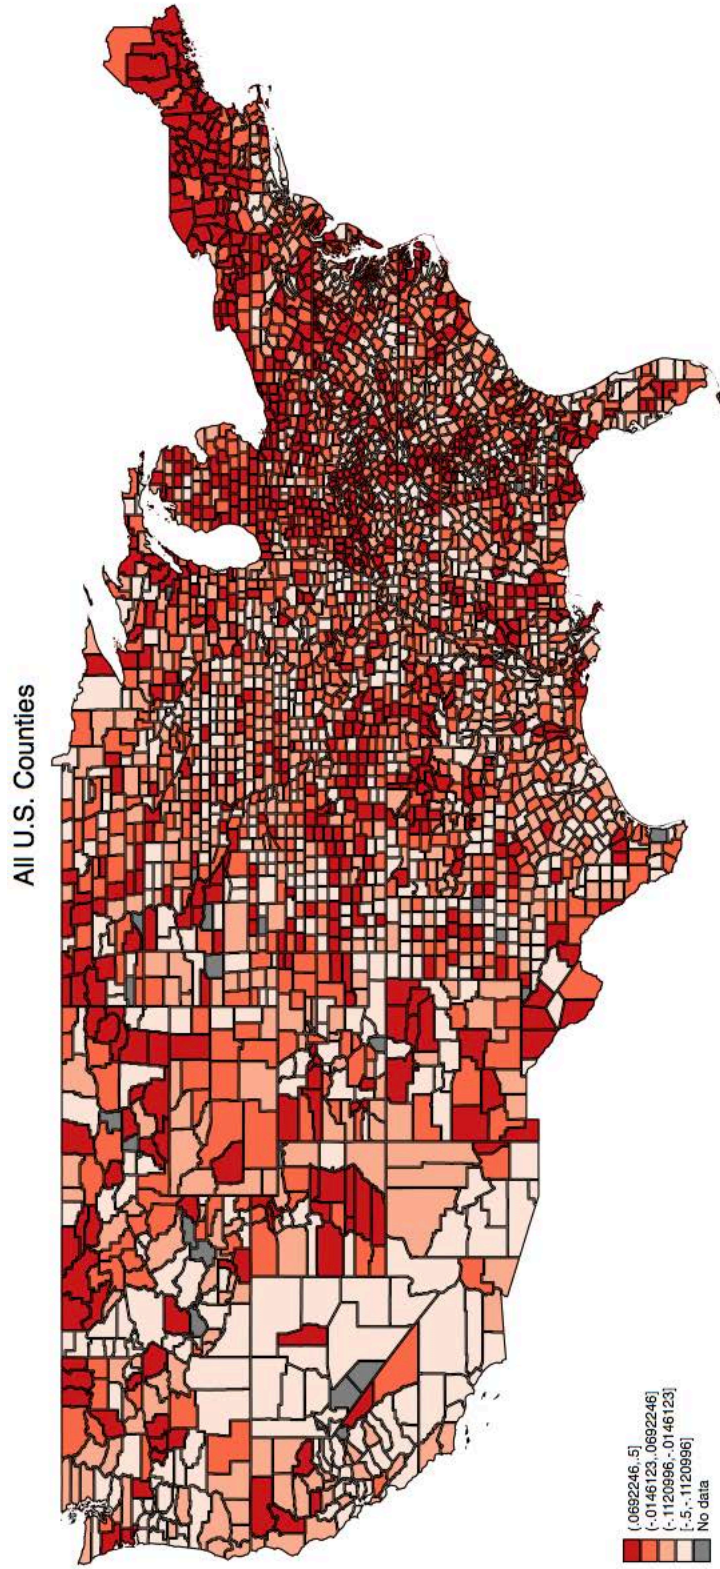 All U.S. Counties
(.0692246,.5]
(-.0146123,.0692246]
(-.1120996,-.0146123]
[-.5,-.1120996]
No data